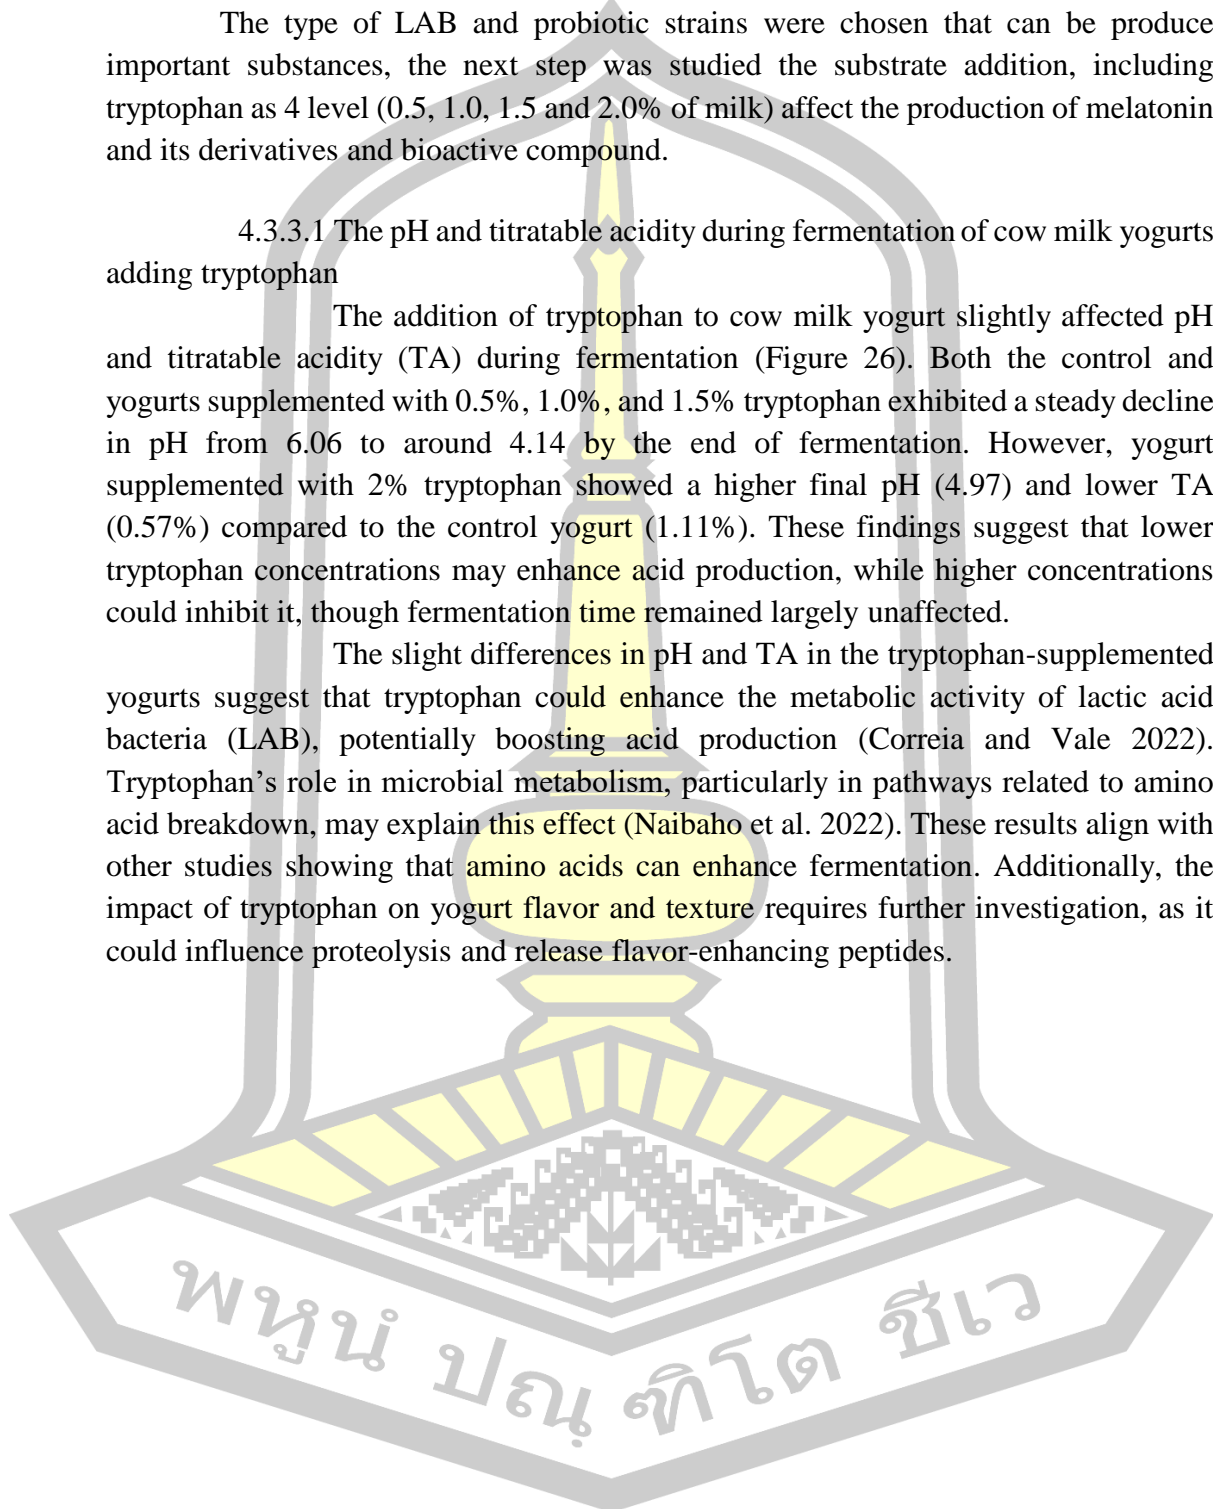 The type of LAB and probiotic strains were chosen that can be produce
important substances, the next step was studied the substrate addition, including
tryptophan as 4 level (0.5, 1.0, 1.5 and 2.0% of milk) affect the production of melatonin
and its derivatives and bioactive compound.
4.3.3.1 The pH and titratable acidity during fermentation of cow milk yogurts
adding tryptophan
The addition of tryptophan to cow milk yogurt slightly affected pH
and titratable acidity (TA) during fermentation (Figure 26). Both the control and
yogurts supplemented with 0.5%, 1.0%, and 1.5% tryptophan exhibited a steady decline
in pH from 6.06 to around 4.14 by the end of fermentation. However, yogurt
supplemented with 2% tryptophan showed a higher final pH (4.97) and lower TA
(0.57%) compared to the control yogurt (1.11%). These findings suggest that lower
tryptophan concentrations may enhance acid production, while higher concentrations
could inhibit it, though fermentation time remained largely unaffected.
The slight differences in pH and TA in the tryptophan-supplemented
yogurts suggest that tryptophan could enhance the metabolic activity of lactic acid
bacteria (LAB), potentially boosting acid production (Correia and Vale 2022).
Tryptophan’s role in microbial metabolism, particularly in pathways related to amino
acid breakdown, may explain this effect (Naibaho et al. 2022). These results align with
other studies showing that amino acids can enhance fermentation. Additionally, the
impact of tryptophan on yogurt flavor and texture requires further investigation, as it
could influence proteolysis and release flavor-enhancing peptides.
พหูนํ ปณฺฑิโต ชีเว